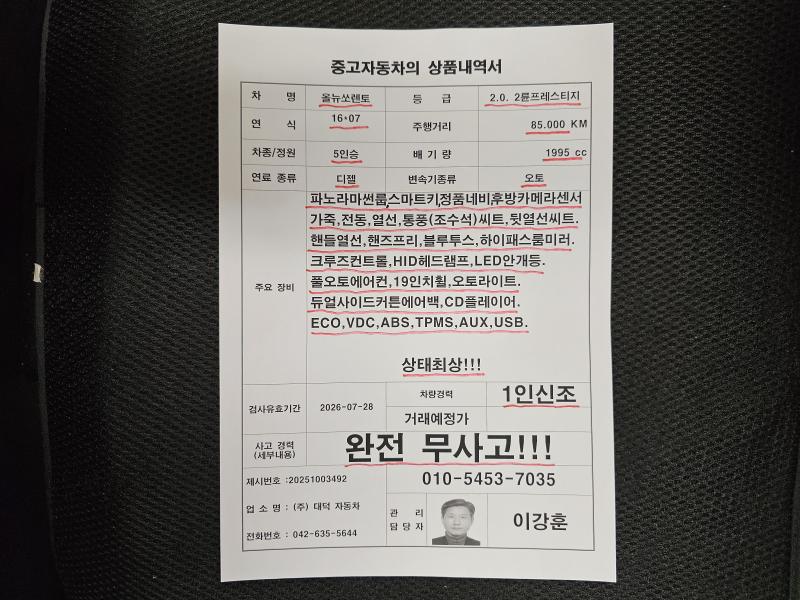 중고자동차의 상품내역서
차 명 올뉴쏘렌토 등 급 2.0. 2륜프레스티지
연 식 16*07 주행거리 85.000 KM
차종/정원 5인승 배 기 량 1995 cc
연료 종류 디젤 변속기종류 오토
주요 장비
파노라마썬룸,스마트키,정품네비,후방카메라센서
가죽,전동,열선,통풍(조수석)씨트,뒷열선씨트.
핸들열선,핸즈프리,블루투스,하이패스룸미러.
크루즈컨트롤,HID헤드램프,LED안개등.
풀오토에어컨,19인치휠,오토라이트.
듀얼사이드커튼에어백,CD플레이어.
ECO,VDC,ABS,TPMS,AUX,USB.
상태최상!!!
검사유효기간 2026-07-28 차량경력 1인신조
거래예정가
사고 경력
(세부내용)
완전 무사고!!!
제시번호 :20251003492
010-5453-7035
업 소 명 : (주) 대덕 자동차
전화번호 : 042-635-5644
관 리
담 당 자
이강훈